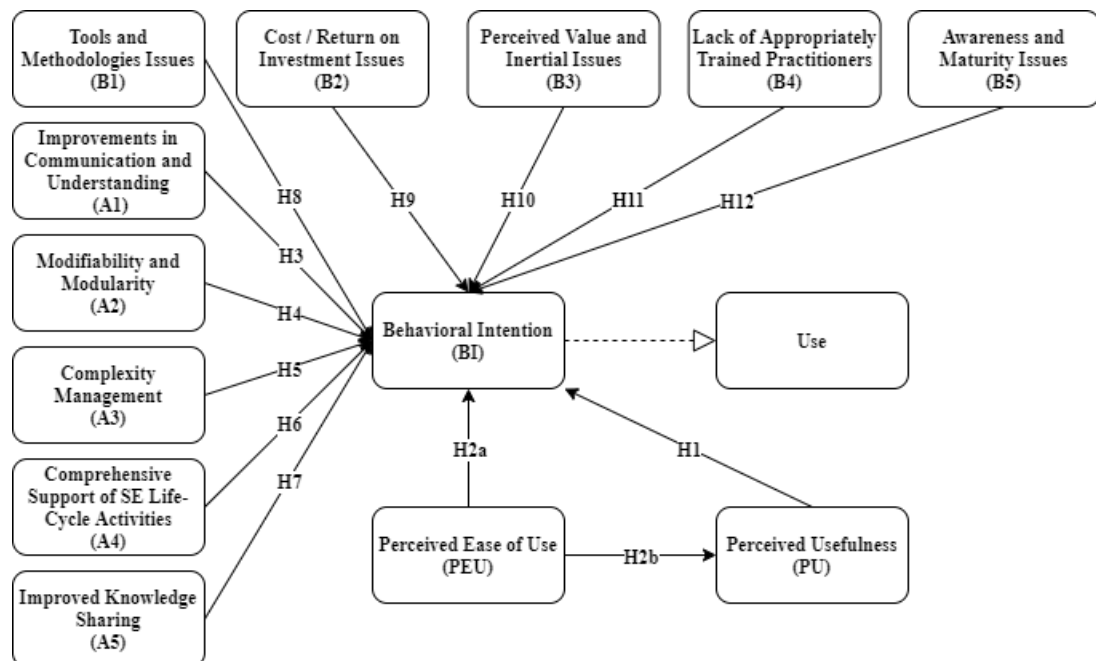 Tools and
Methodologies Issues
(B1)
Cost / Return on
Investment Issues
(B2)
Perceived Value and
Inertial Issues
(B3)
Lack of Appropriately
Trained Practitioners
(B4)
Awareness and
Maturity Issues
(B5)
Improvements in
Communication and
Understanding
(A1)
Modifiability and
Modularity
(A2)
Complexity
Management
(A3)
Comprehensive
Support of SE Life-
Cycle Activities
(A4)
Improved Knowledge
Sharing
(A5)
H8
H3
H4
H5
H6
H7
H9
H10
H11
H12
Behavioral Intention
(BI)
Use
H2a
H1
Perceived Ease of Use
(PEU)
H2b
Perceived Usefulness
(PU)